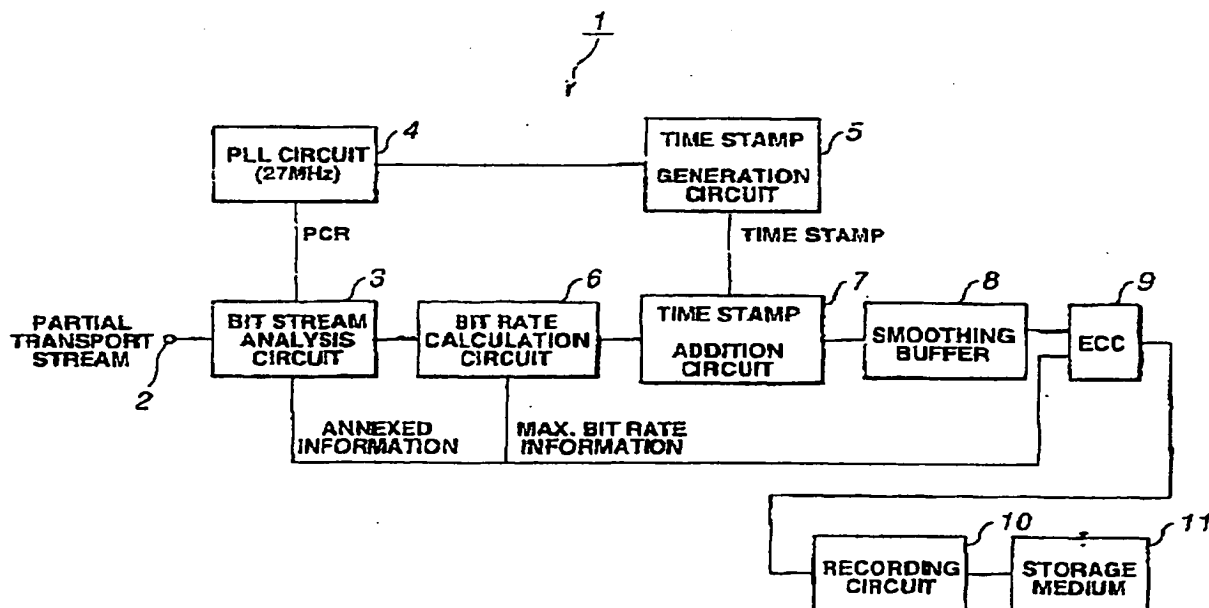 1
4
PLL CIRCUIT
(27MHz)
5
TIME STAMP
GENERATION
CIRCUIT
PCR
TIME STAMP
3
6
7
8
9
PARTIAL
TRANSPORT
STREAM
2
BIT STREAM
ANALYSIS
CIRCUIT
BIT RATE
CALCULATION
CIRCUIT
TIME STAMP
ADDITION
CIRCUIT
SMOOTHING
BUFFER
ECC
ANNEXED
INFORMATION
MAX. BIT RATE
INFORMATION
10
11
RECORDING
CIRCUIT
STORAGE
MEDIUM